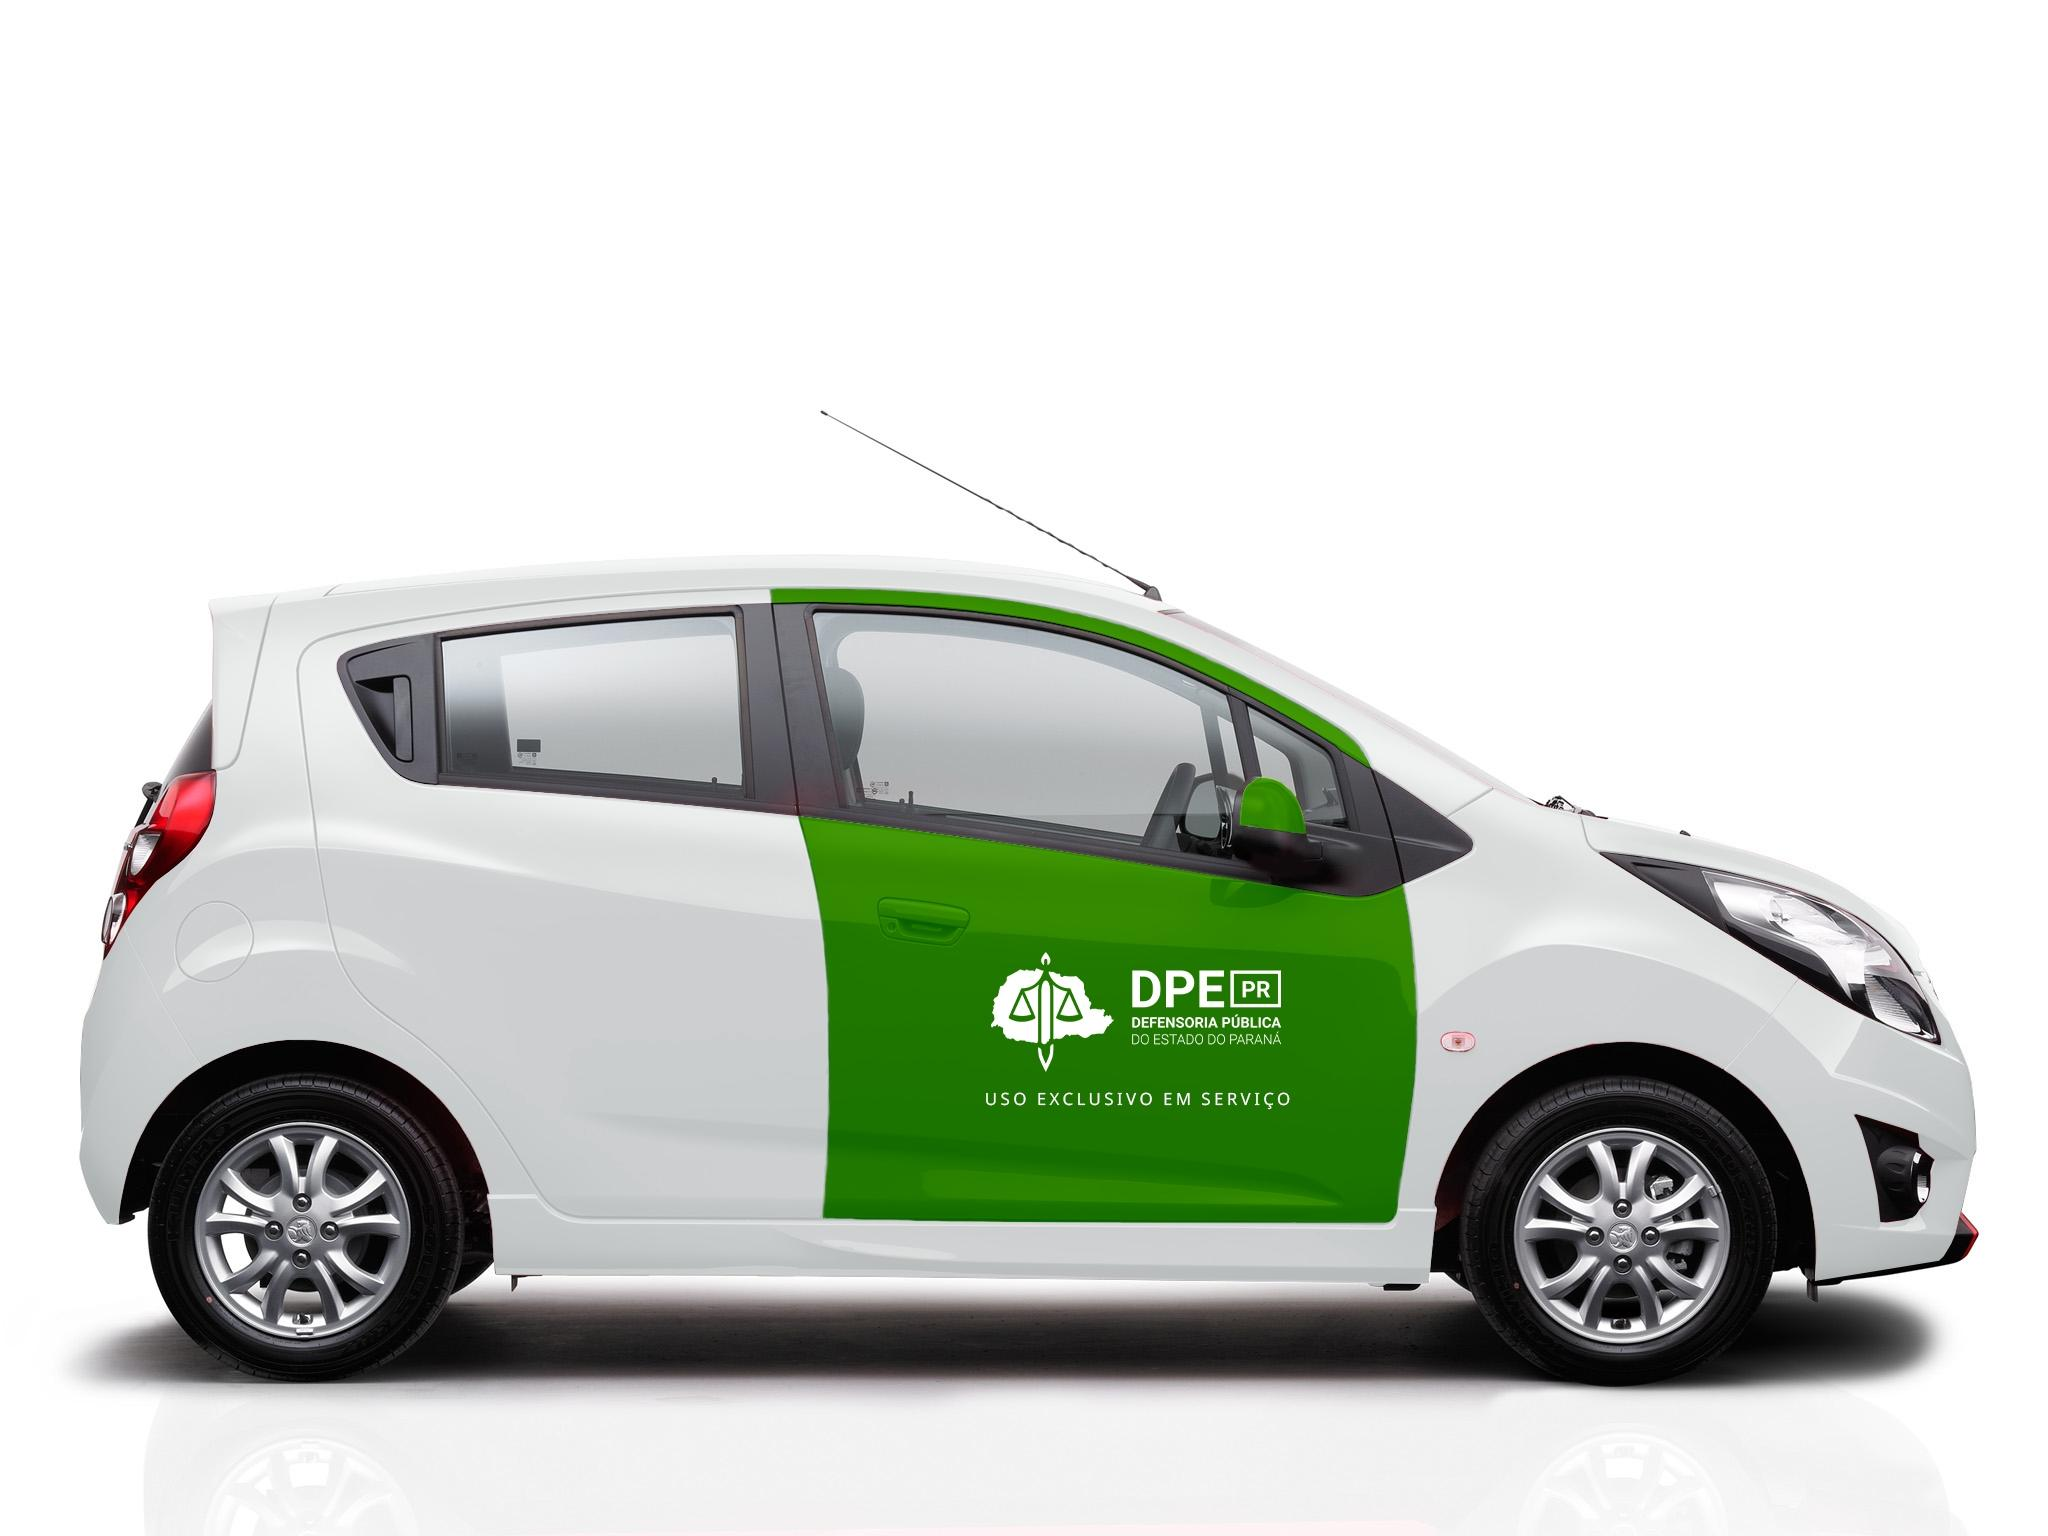 DPE PR
DEFENSORIA PÚBLICA
DO ESTADO DO PARANÁ
USO EXCLUSIVO EM SERVIÇO